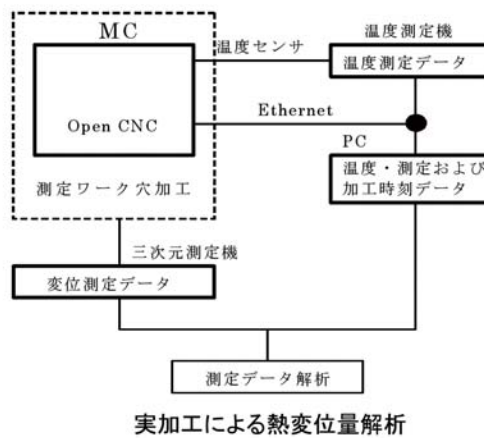 MC
温度測定機
温度センサ
温度測定データ
Open CNC
Ethernet
PC
温度・測定および
加工時刻データ
測定ワーク穴加工
三次元測定機
変位測定データ
測定データ解析
実加工による熱変位量解析